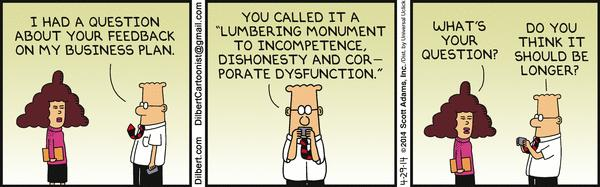 I HAD A QUESTION
ABOUT YOUR FEEDBACK
ON MY BUSINESS PLAN.
Dilbert.com DilbertCartoonist@gmail.com
YOU CALLED IT A
"LUMBERING MONUMENT
TO INCOMPETENCE,
DISHONESTY AND COR-
PORATE DYSFUNCTION."
4-29-14 ©2014 Scott Adams, Inc. /Dist. by Universal Uclick
WHAT'S
YOUR
QUESTION?
DO YOU
THINK IT
SHOULD BE
LONGER?